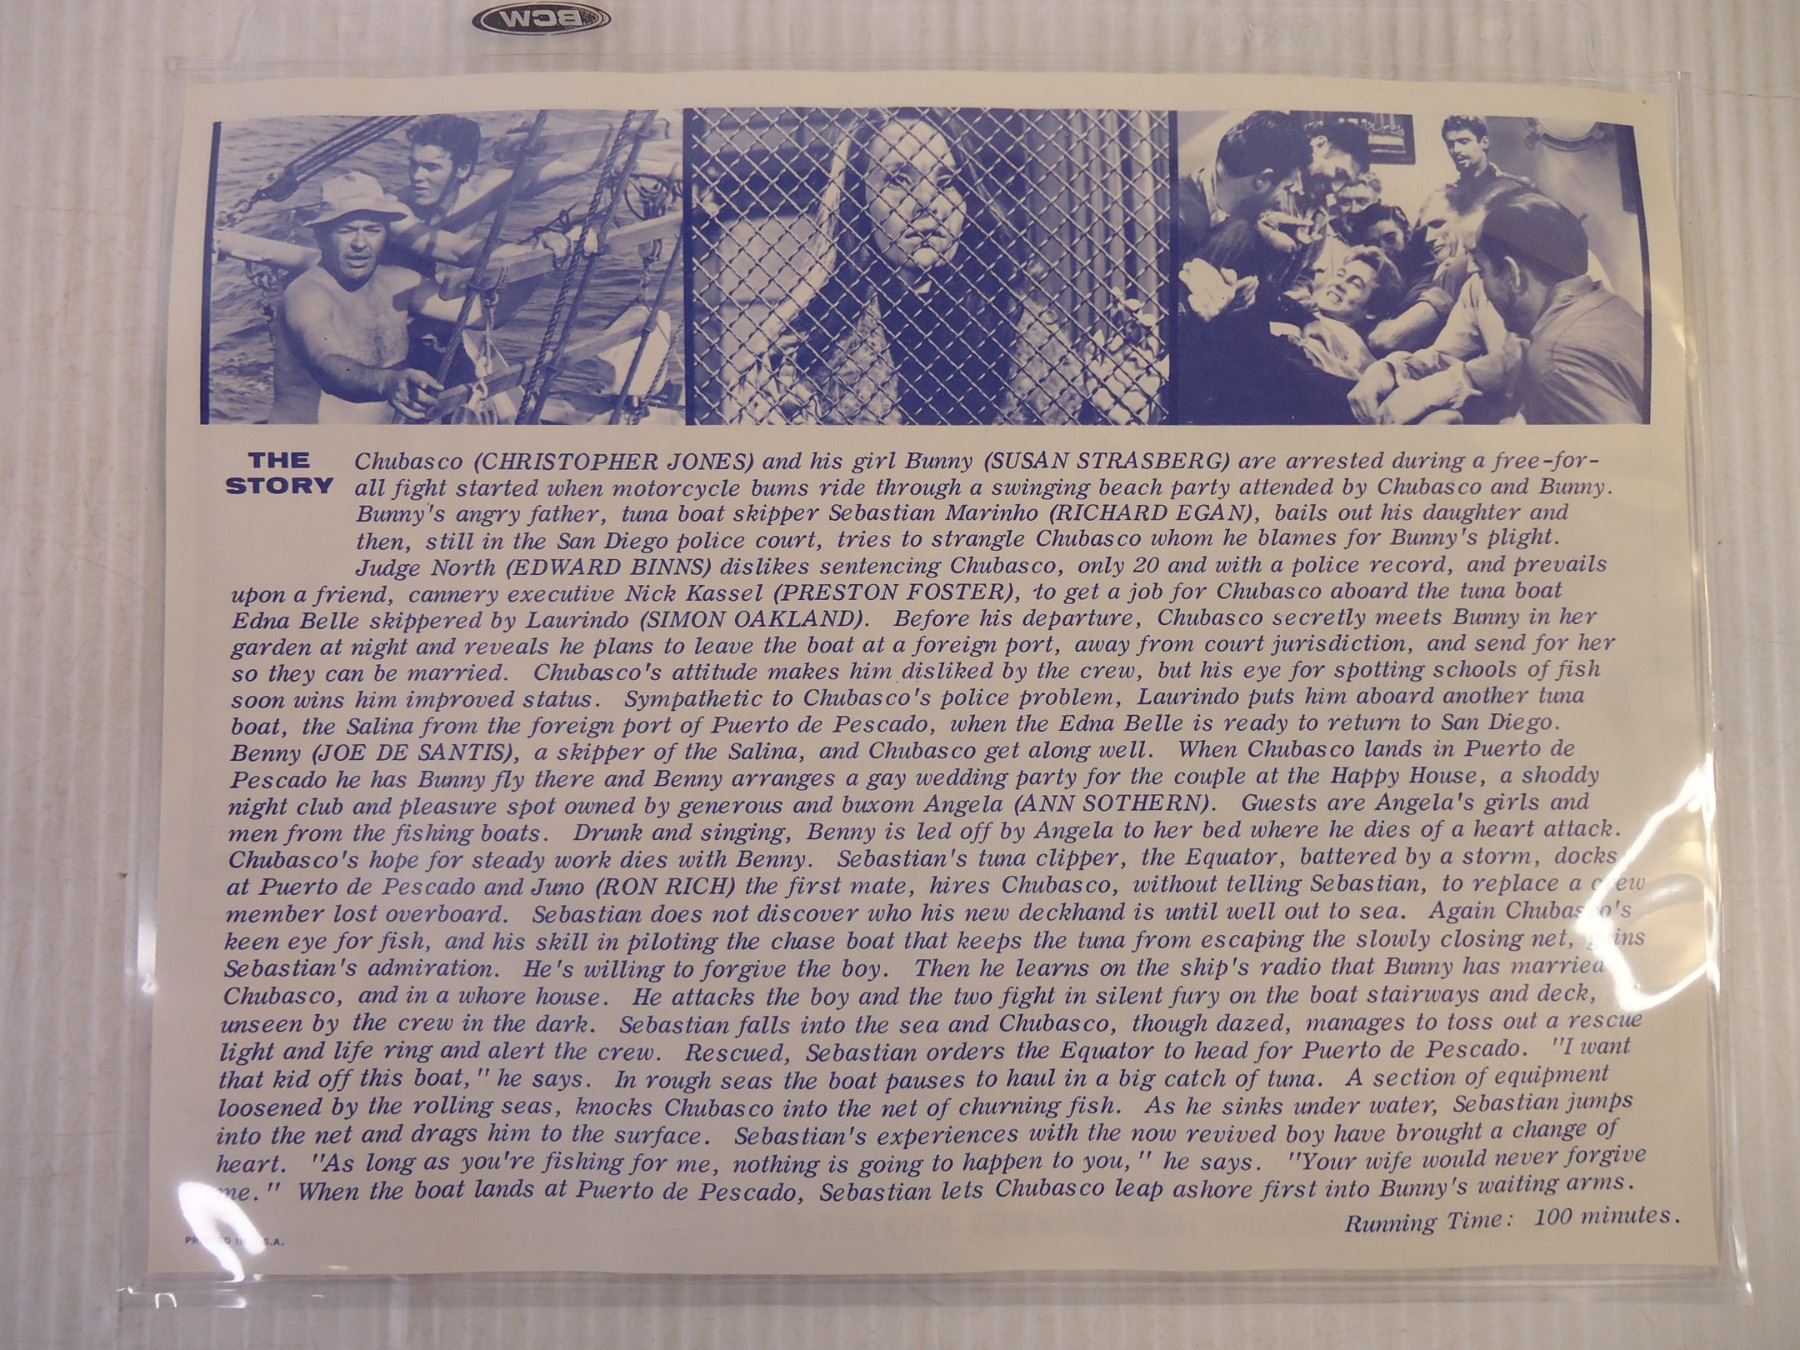 BCW
THE STORY
Chubasco (CHRISTOPHER JONES) and his girl Bunny (SUSAN STRASBERG) are arrested during a free-for-
all fight started when motorcycle bums ride through a swinging beach party attended by Chubasco and Bunny.
Bunny's angry father, tuna boat skipper Sebastian Marinho (RICHARD EGAN), bails out his daughter and
then, still in the San Diego police court, tries to strangle Chubasco whom he blames for Bunny's plight.
Judge North (EDWARD BINNS) dislikes sentencing Chubasco, only 20 and with a police record, and prevails
upon a friend, cannery executive Nick Kassel (PRESTON FOSTER), to get a job for Chubasco aboard the tuna boat
Edna Belle skippered by Laurindo (SIMON OAKLAND). Before his departure, Chubasco secretly meets Bunny in her
garden at night and reveals he plans to leave the boat at a foreign port, away from court jurisdiction, and send for her
so they can be married. Chubasco's attitude makes him disliked by the crew, but his eye for spotting schools of fish
soon wins him improved status. Sympathetic to Chubasco's police problem, Laurindo puts him aboard another tuna
boat, the Salina from the foreign port of Puerto de Pescado, when the Edna Belle is ready to return to San Diego.
Benny (JOE DE SANTIS), a skipper of the Salina, and Chubasco get along well. When Chubasco lands in Puerto de
Pescado he has Bunny fly there and Benny arranges a gay wedding party for the couple at the Happy House, a shoddy
night club and pleasure spot owned by generous and buxom Angela (ANN SOTHERN). Guests are Angela's girls and
men from the fishing boats. Drunk and singing, Benny is led off by Angela to her bed where he dies of a heart attack.
Chubasco's hope for steady work dies with Benny. Sebastian's tuna clipper, the Equator, battered by a storm, docks
at Puerto de Pescado and Juno (RON RICH) the first mate, hires Chubasco, without telling Sebastian, to replace a crew
member lost overboard. Sebastian does not discover who his new deckhand is until well out to sea. Again Chubasco's
keen eye for fish, and his skill in piloting the chase boat that keeps the tuna from escaping the slowly closing net, gains
Sebastian's admiration. He's willing to forgive the boy. Then he learns on the ship's radio that Bunny has married
Chubasco, and in a whore house. He attacks the boy and the two fight in silent fury on the boat stairways and deck,
unseen by the crew in the dark. Sebastian falls into the sea and Chubasco, though dazed, manages to toss out a rescue
light and life ring and alert the crew. Rescued, Sebastian orders the Equator to head for Puerto de Pescado. "I want
that kid off this boat," he says. In rough seas the boat pauses to haul in a big catch of tuna. A section of equipment
loosened by the rolling seas, knocks Chubasco into the net of churning fish. As he sinks under water, Sebastian jumps
into the net and drags him to the surface. Sebastian's experiences with the now revived boy have brought a change of
heart. "As long as you're fishing for me, nothing is going to happen to you," he says. "Your wife would never forgive
me." When the boat lands at Puerto de Pescado, Sebastian lets Chubasco leap ashore first into Bunny's waiting arms.
Running Time: 100 minutes.
PRINTED IN U.S.A.